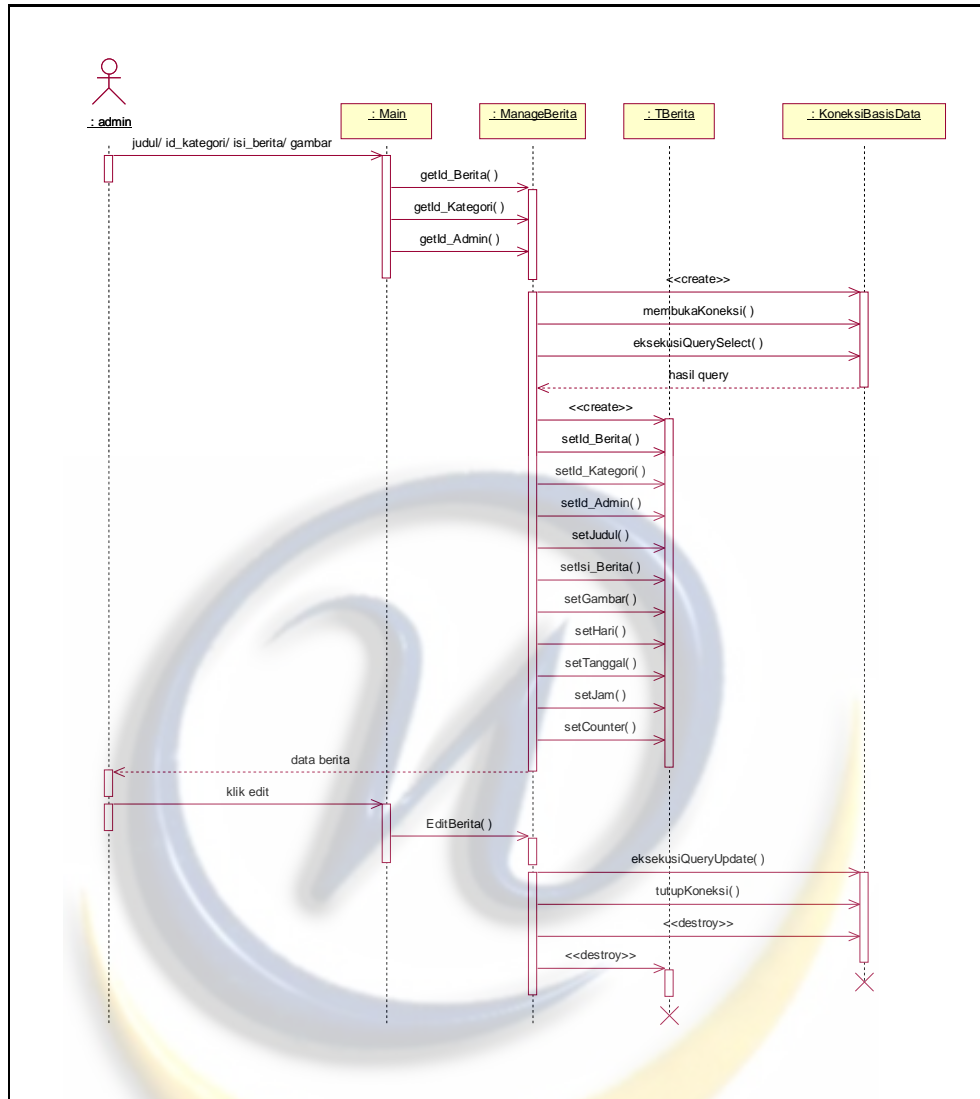 : admin
: Main
: ManageBerita
: TBerita
: KoneksiBasisData
judul/ id_kategori/ isi_berita/ gambar
getId_Berita( )
getId_Kategori( )
getId_Admin( )
<<create>>
membukaKoneksi( )
eksekusiQuerySelect( )
hasil query
<<create>>
setId_Berita( )
setId_Kategori( )
setId_Admin( )
setJudul( )
setIsi_Berita( )
setGambar( )
setHari( )
setTanggal( )
setJam( )
setCounter( )
data berita
klik edit
EditBerita( )
eksekusiQueryUpdate( )
tutupKoneksi( )
<<destroy>>
<<destroy>>